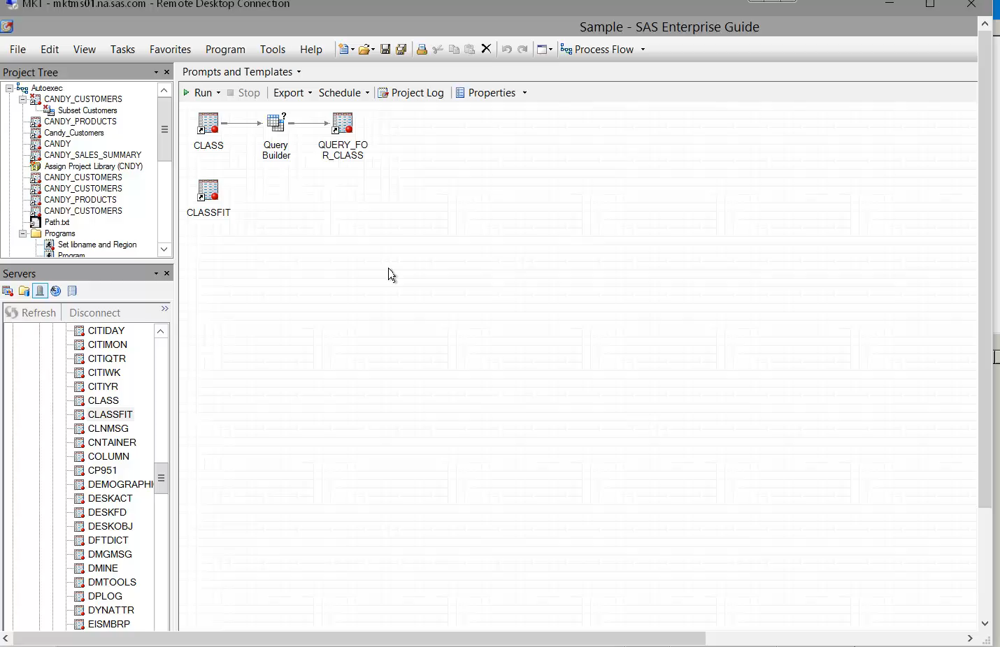 MKT - mktms01.na.sas.com - Remote Desktop Connection
Sample - SAS Enterprise Guide
File Edit View Tasks Favorites Program Tools Help Process Flow
Project Tree
Prompts and Templates
Run Stop Export Schedule Project Log Properties
Autoexec
CANDY_CUSTOMERS
Subset Customers
CANDY_PRODUCTS
Candy_Customers
CANDY
CANDY_SALES_SUMMARY
Assign Project Library (CNDY)
CANDY_CUSTOMERS
CANDY_CUSTOMERS
CANDY_PRODUCTS
CANDY_CUSTOMERS
Path.txt
Programs
Set libname and Region
Program
CLASS
?
Query
Builder
QUERY_FO
R_CLASS
CLASSFIT
Servers
Refresh Disconnect
CITIDAY
CITIMON
CITIQTR
CITIWK
CITIYR
CLASS
CLASSFIT
CLNMSG
CNTAINER
COLUMN
CP951
DEMOGRAPHI
DESKACT
DESKFD
DESKOBJ
DFTDICT
DMGMSG
DMINE
DMTOOLS
DPLOG
DYNATTR
EISMBRP